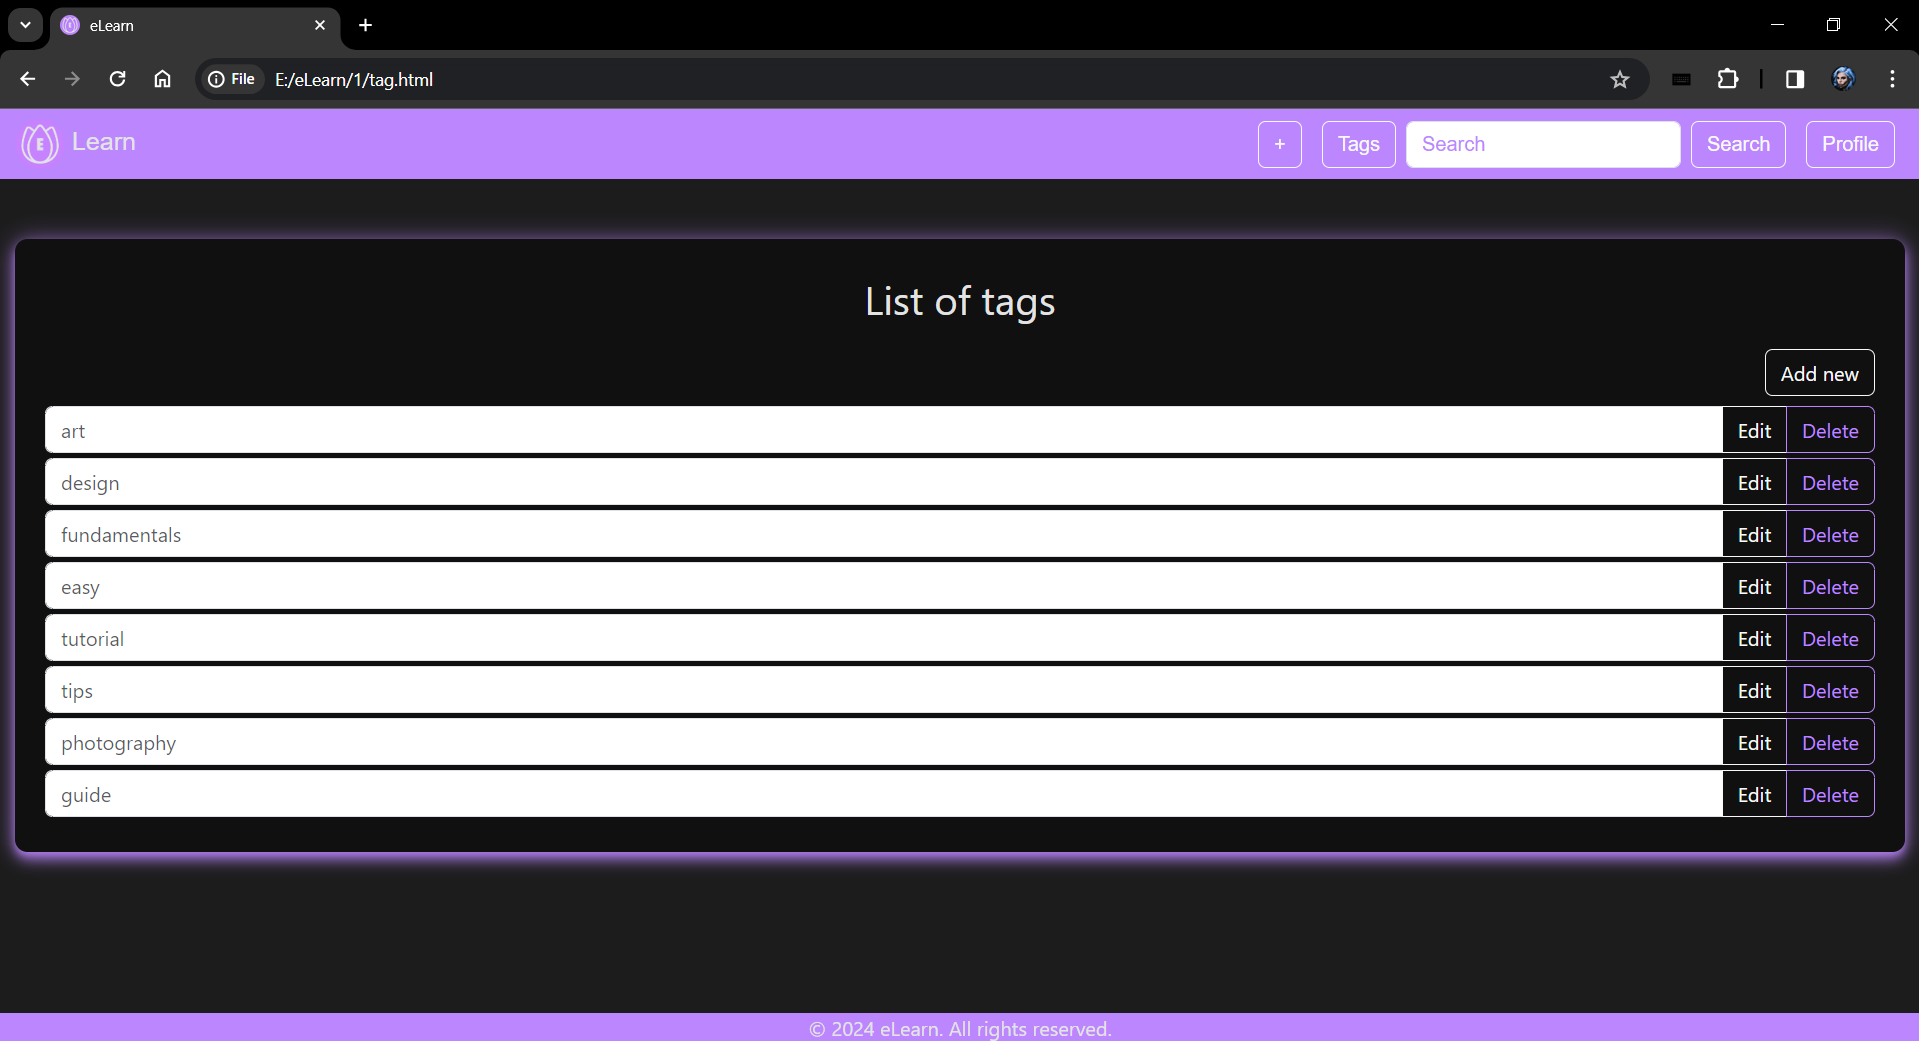 eLearn
File E:/eLearn/1/tag.html
E Learn + Tags Search Search Profile
List of tags
Add new
art Edit Delete
design Edit Delete
fundamentals Edit Delete
easy Edit Delete
tutorial Edit Delete
tips Edit Delete
photography Edit Delete
guide Edit Delete
© 2024 eLearn. All rights reserved.